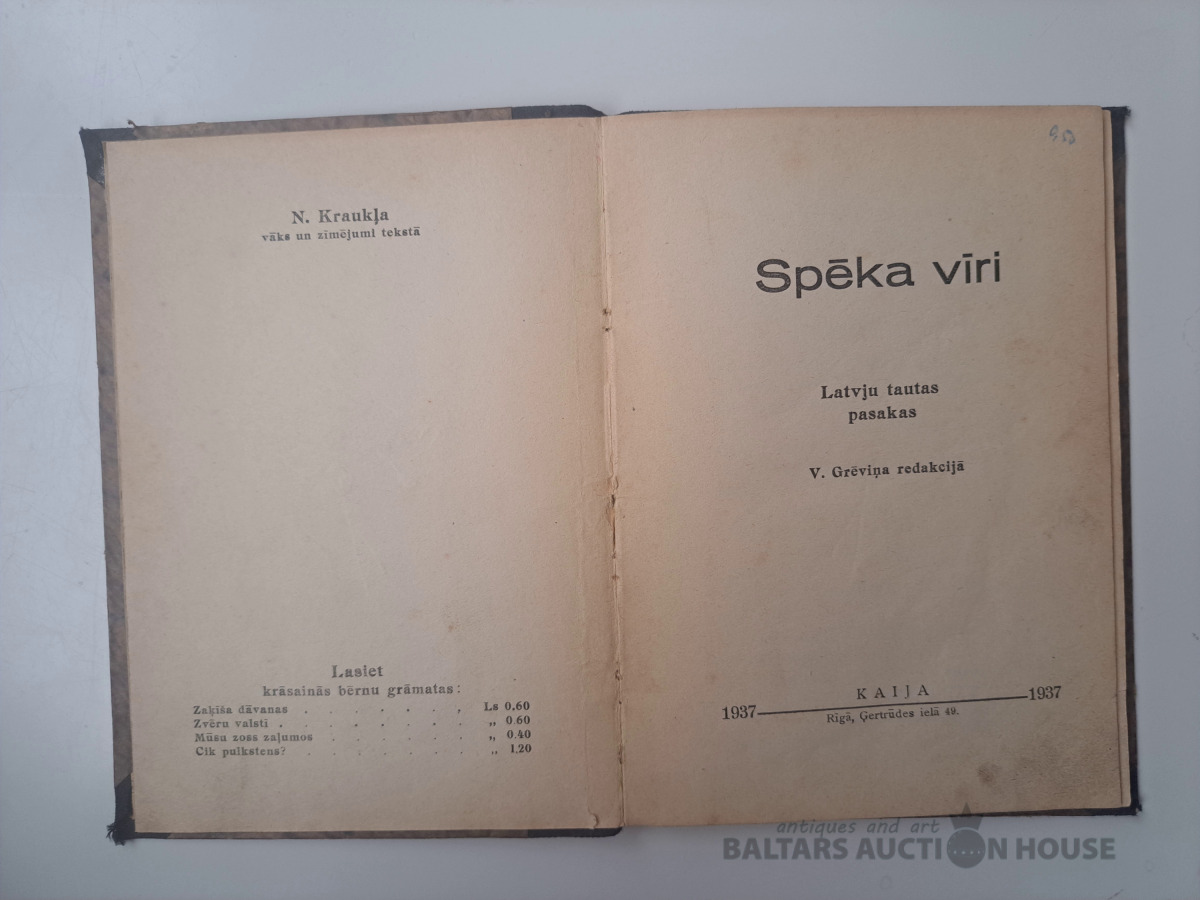 N. Kraukļa
vāks un zīmējumi tekstā
Lasiet
krāsainās bērnu grāmatas:
Zaķīša dāvanas . . . . . , Ls 0.60
Zvēru valstī . . . . . . . „ 0.60
Mūsu zoss zaļumos . . . . . „ 0.40
Cik pulkstens? . . . . . . „ 1,20
Spēka vīri
Latvju tautas
pasakas
V. Grēviņa redakcijā
1937 KAIJA 1937
Rīgā, Ģertrūdes ielā 49.
antiques and art
BALTARS AUCTION HOUSE